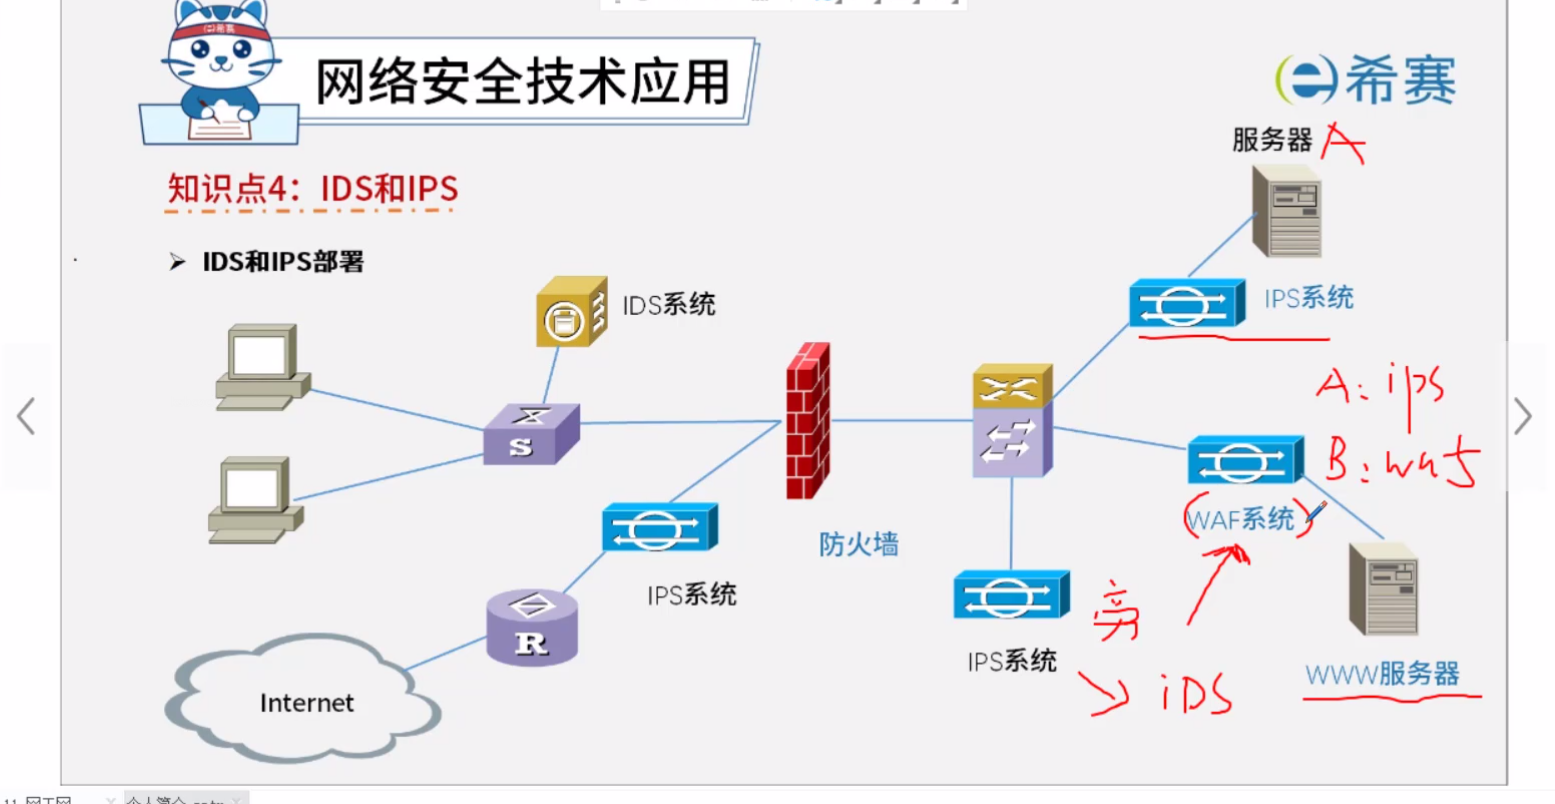 希赛
网络安全技术应用
希赛
服务器 A
知识点4：IDS和IPS
➢ IDS和IPS部署
IDS系统
IPS系统
A: ips
S
B: waf
WAF系统
防火墙
IPS系统
旁
R
IPS系统
iDS
WWW服务器
Internet